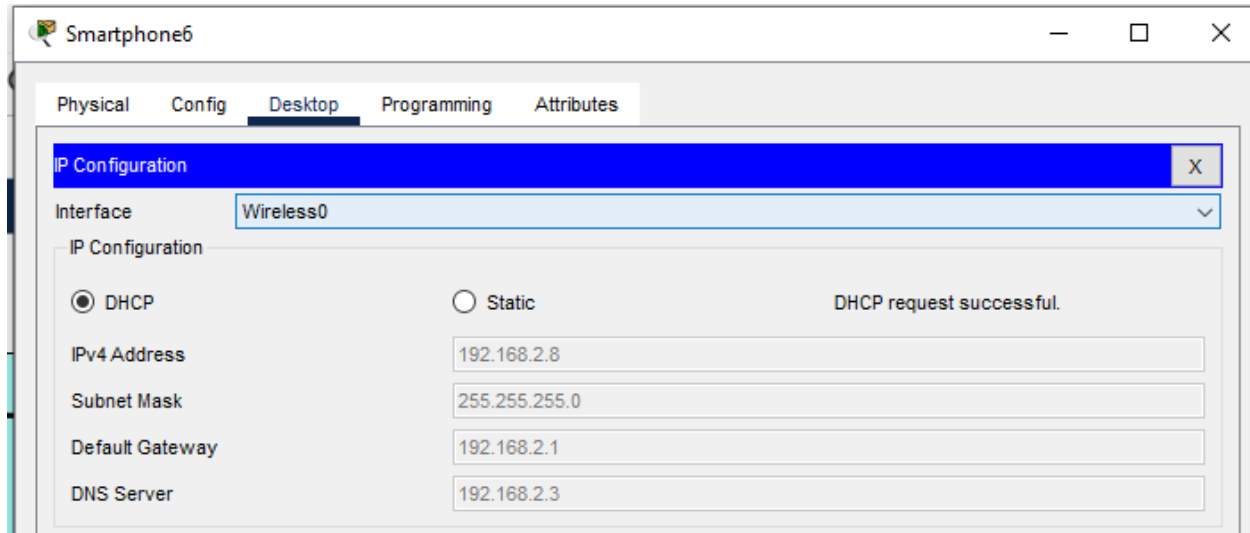 Smartphone6
Physical Config Desktop Programming Attributes
IP Configuration X
Interface Wireless0
IP Configuration
DHCP Static DHCP request successful.
IPv4 Address 192.168.2.8
Subnet Mask 255.255.255.0
Default Gateway 192.168.2.1
DNS Server 192.168.2.3